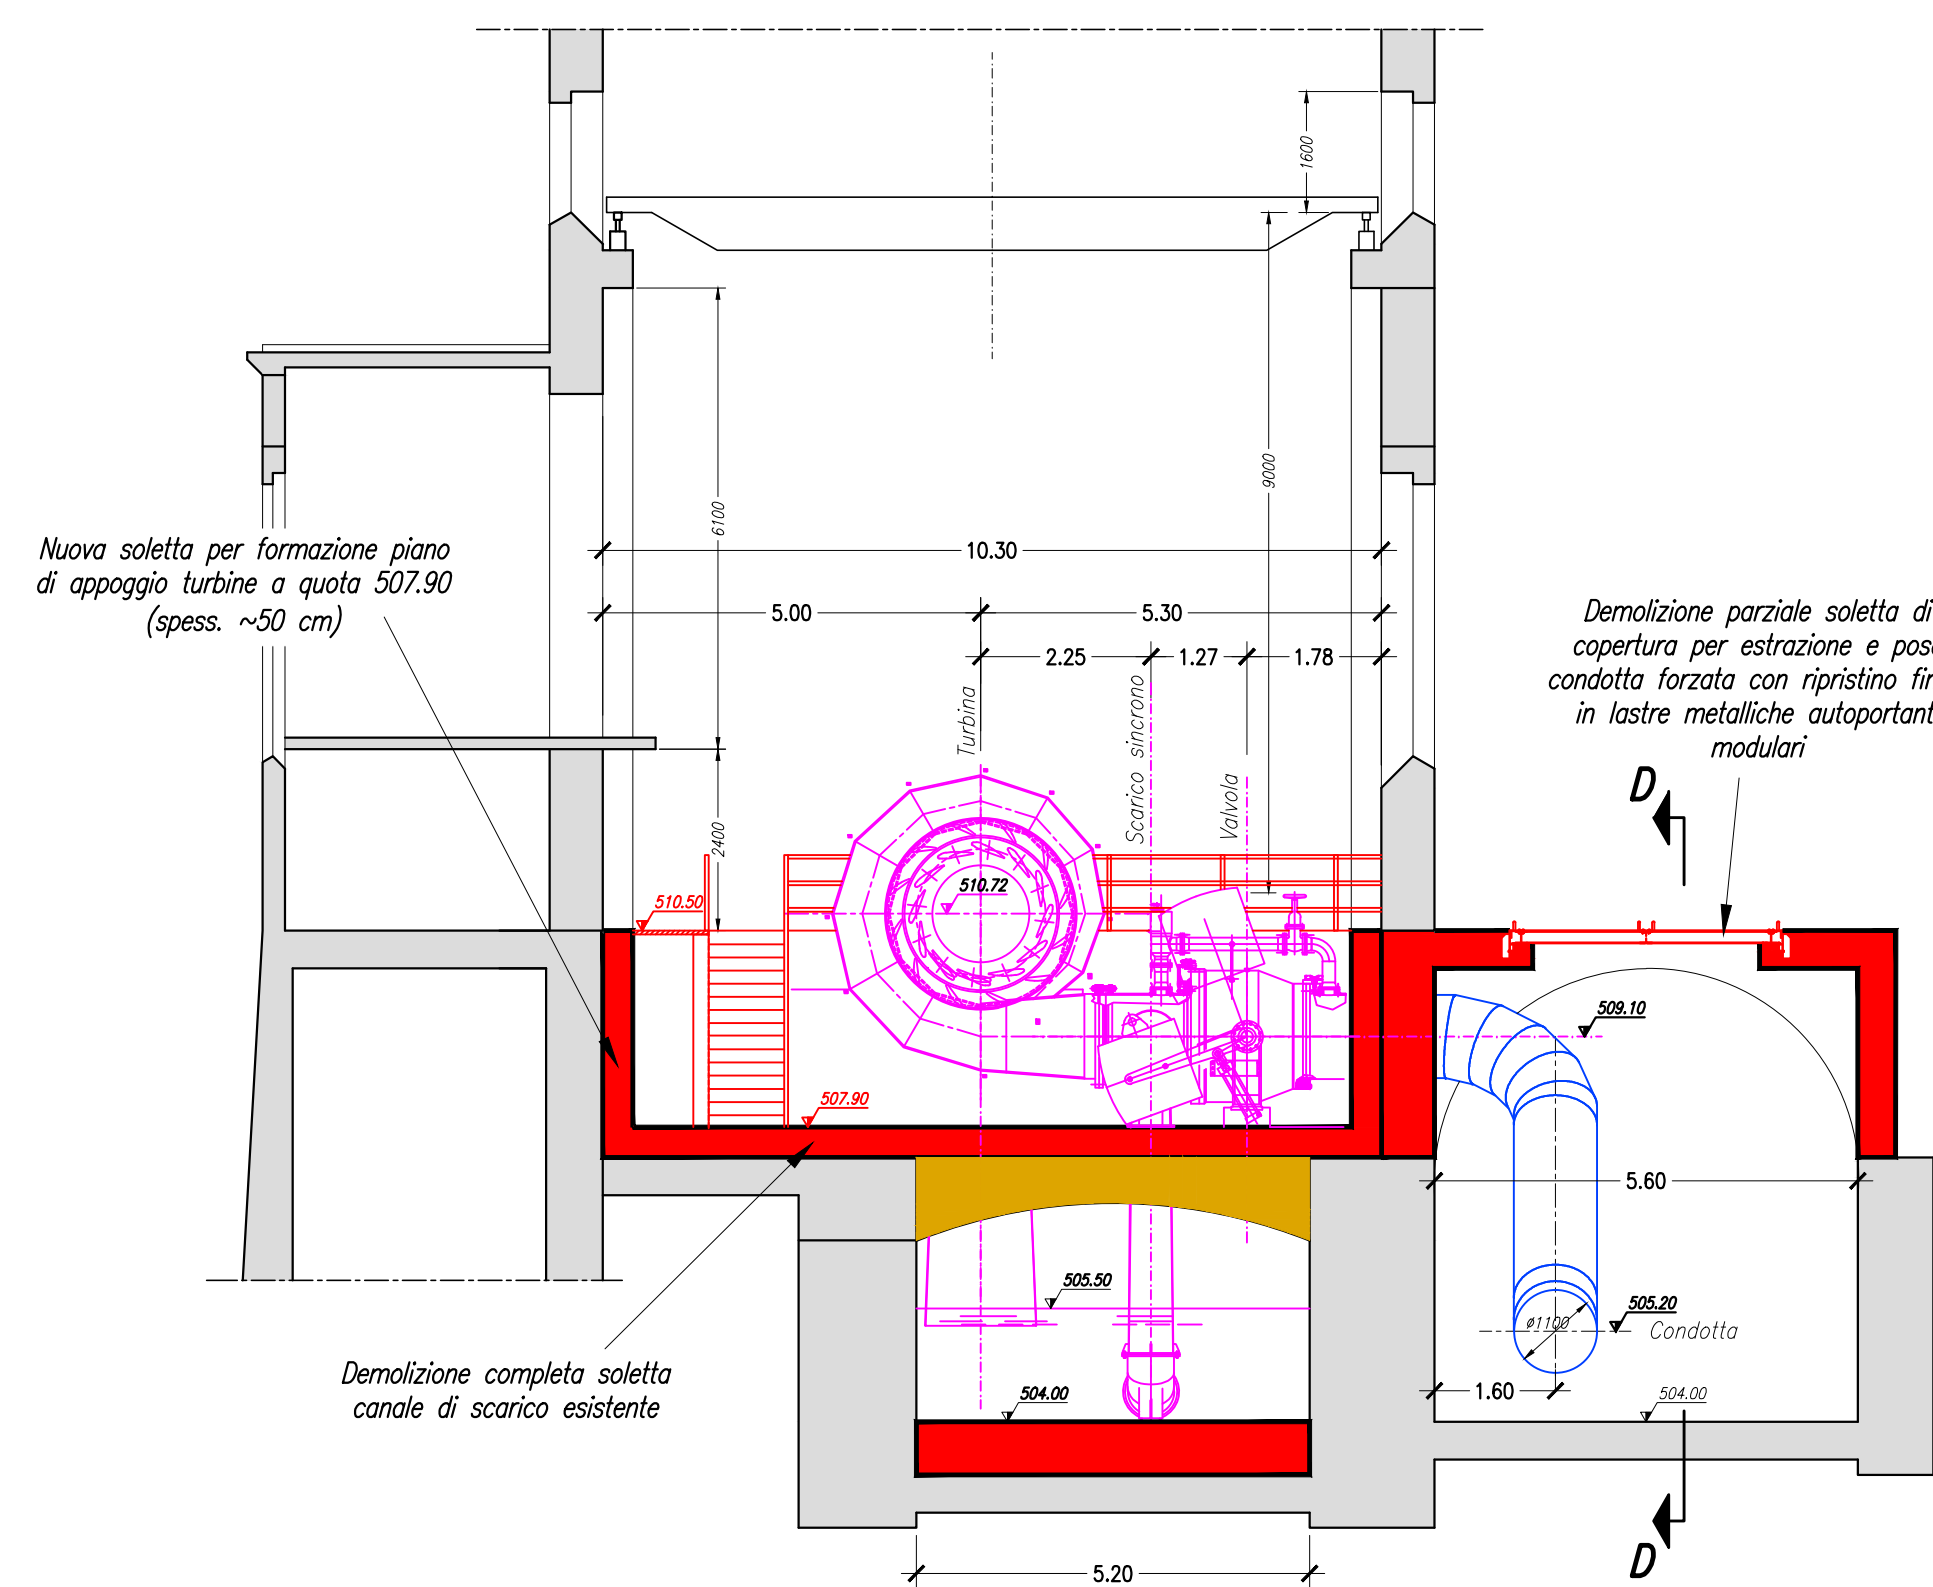 1600
9000
6100
10.30
5.00
5.30
2.25
1.27
1.78
Nuova soletta per formazione piano
di appoggio turbine a quota 507.90
(spess. ~50 cm)
Demolizione parziale soletta di
copertura per estrazione e
condotta forzata con ripristino
in lastre metalliche
modulari
Turbina
Scarico sincrono
Valvola
D
2400
510.50
510.72
507.90
509.10
5.60
505.50
505.20
ø1100
Condotta
1.60
504.00
504.00
Demolizione completa soletta
canale di scarico esistente
D
5.20